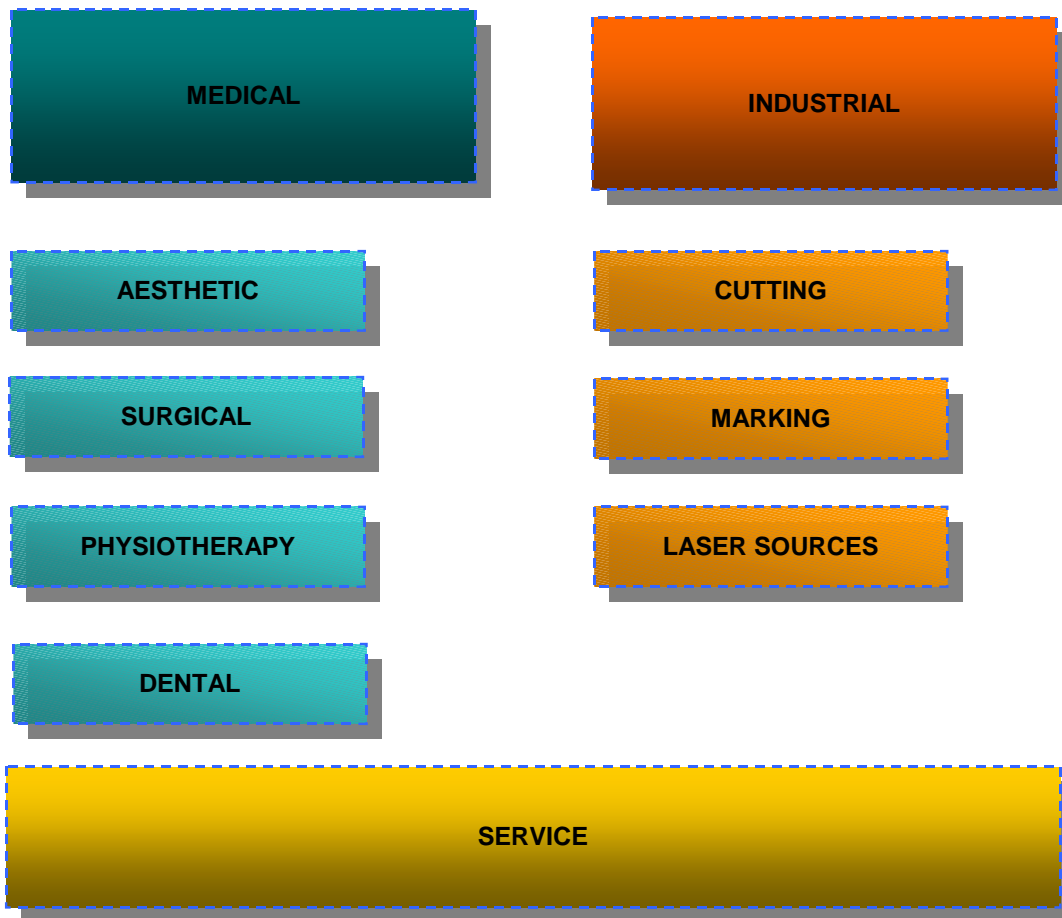 MEDICAL
INDUSTRIAL
AESTHETIC
CUTTING
SURGICAL
MARKING
PHYSIOTHERAPY
LASER SOURCES
DENTAL
SERVICE